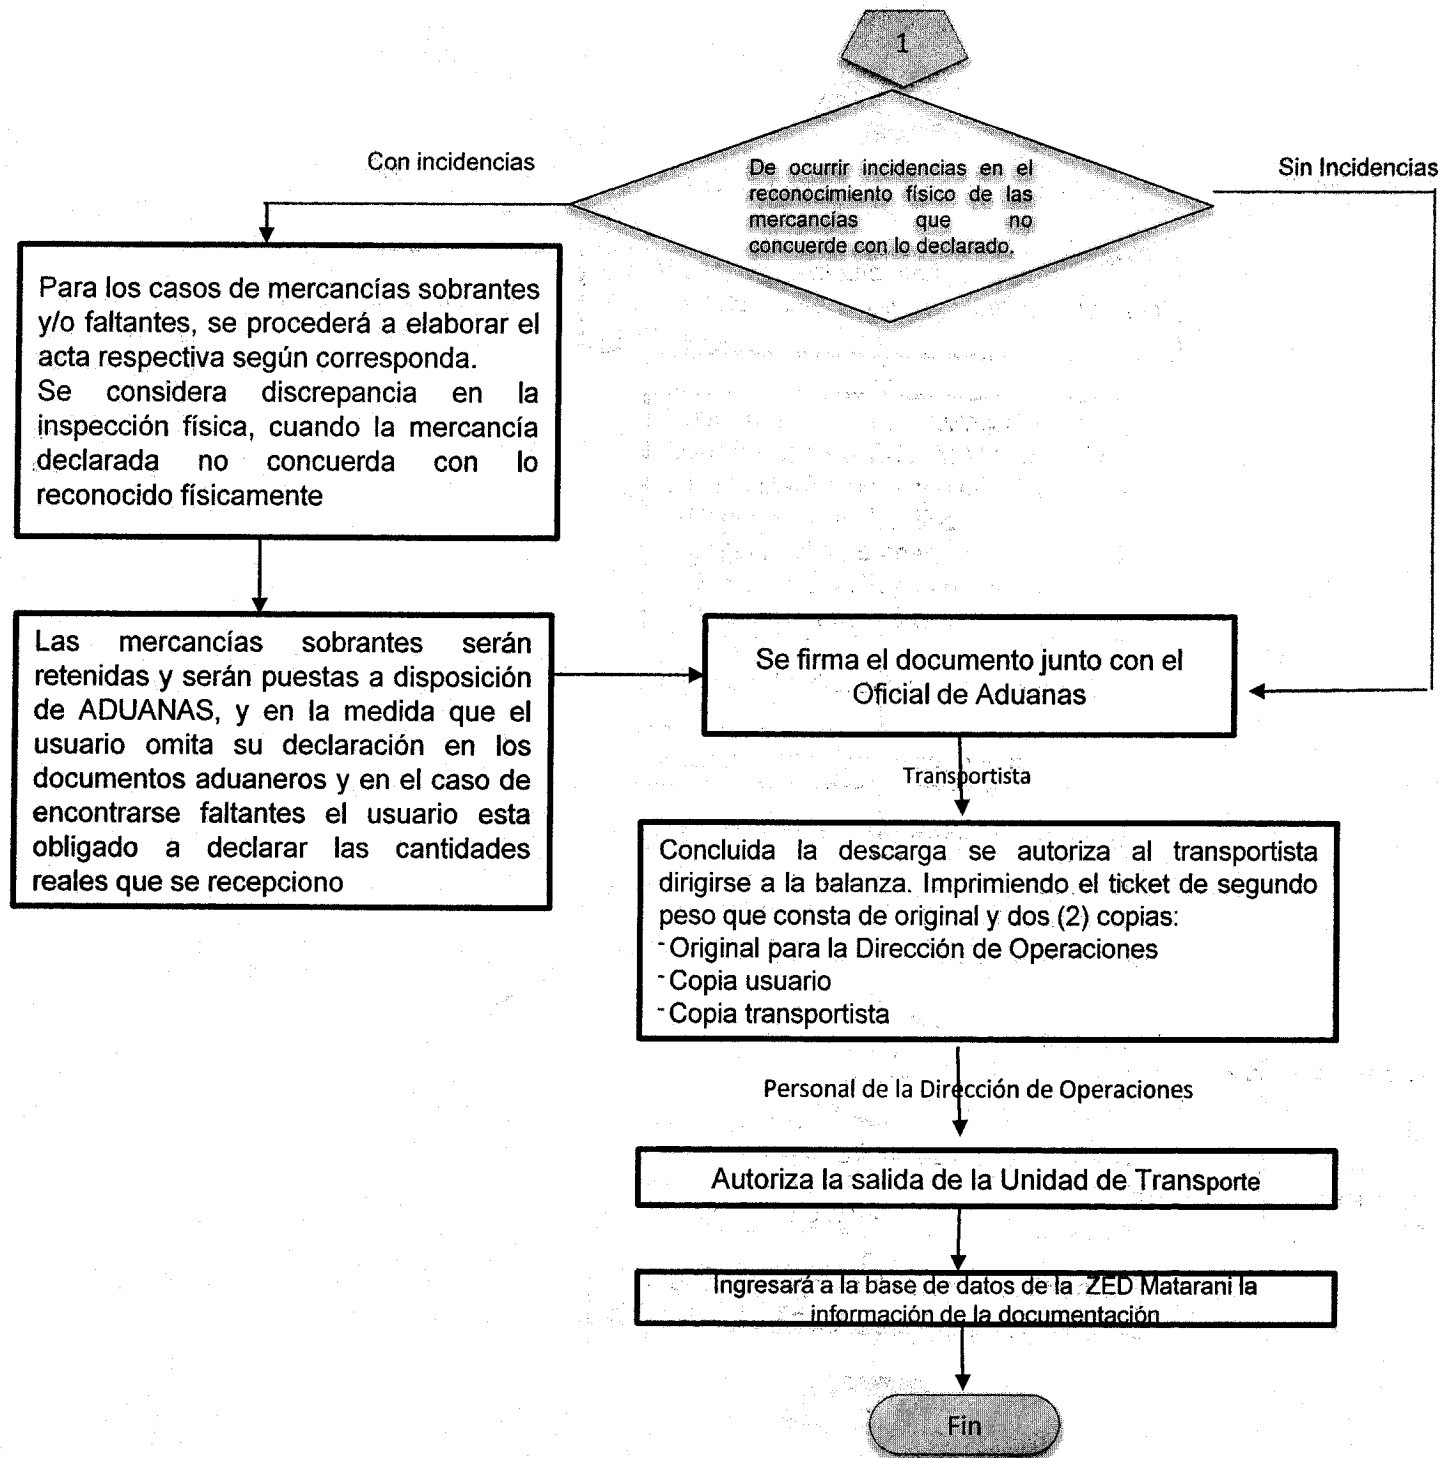 1
De ocurrir incidencias en el
reconocimiento físico de las
mercancías que no
concuerde con lo declarado.
Con incidencias
Sin Incidencias
Para los casos de mercancías sobrantes
y/o faltantes, se procederá a elaborar el
acta respectiva según corresponda.
Se considera discrepancia en la
inspección física, cuando la mercancía
declarada no concuerda con lo
reconocido físicamente
Las mercancías sobrantes serán
retenidas y serán puestas a disposición
de ADUANAS, y en la medida que el
usuario omita su declaración en los
documentos aduaneros y en el caso de
encontrarse faltantes el usuario esta
obligado a declarar las cantidades
reales que se recepciono
Se firma el documento junto con el
Oficial de Aduanas
Transportista
Concluida la descarga se autoriza al transportista
dirigirse a la balanza. Imprimiendo el ticket de segundo
peso que consta de original y dos (2) copias:
- Original para la Dirección de Operaciones
- Copia usuario
- Copia transportista
Personal de la Dirección de Operaciones
Autoriza la salida de la Unidad de Transporte
Ingresará a la base de datos de la ZED Matarani la
información de la documentación
Fin